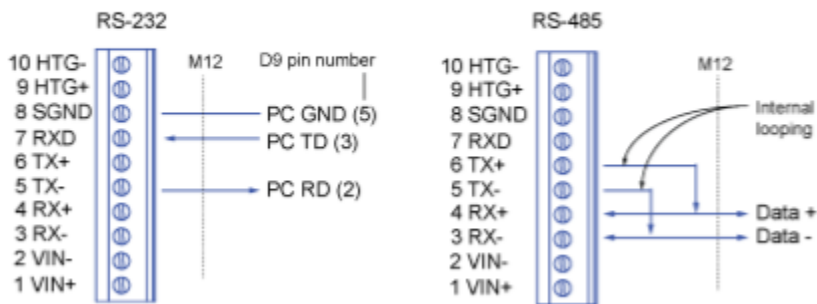 RS-232
M12
D9 pin number
10 HTG-
9 HTG+
8 SGND
7 RXD
6 TX+
5 TX-
4 RX+
3 RX-
2 VIN-
1 VIN+
PC GND (5)
PC TD (3)
PC RD (2)
RS-485
M12
10 HTG-
9 HTG+
8 SGND
7 RXD
6 TX+
5 TX-
4 RX+
3 RX-
2 VIN-
1 VIN+
Internal
looping
Data +
Data -